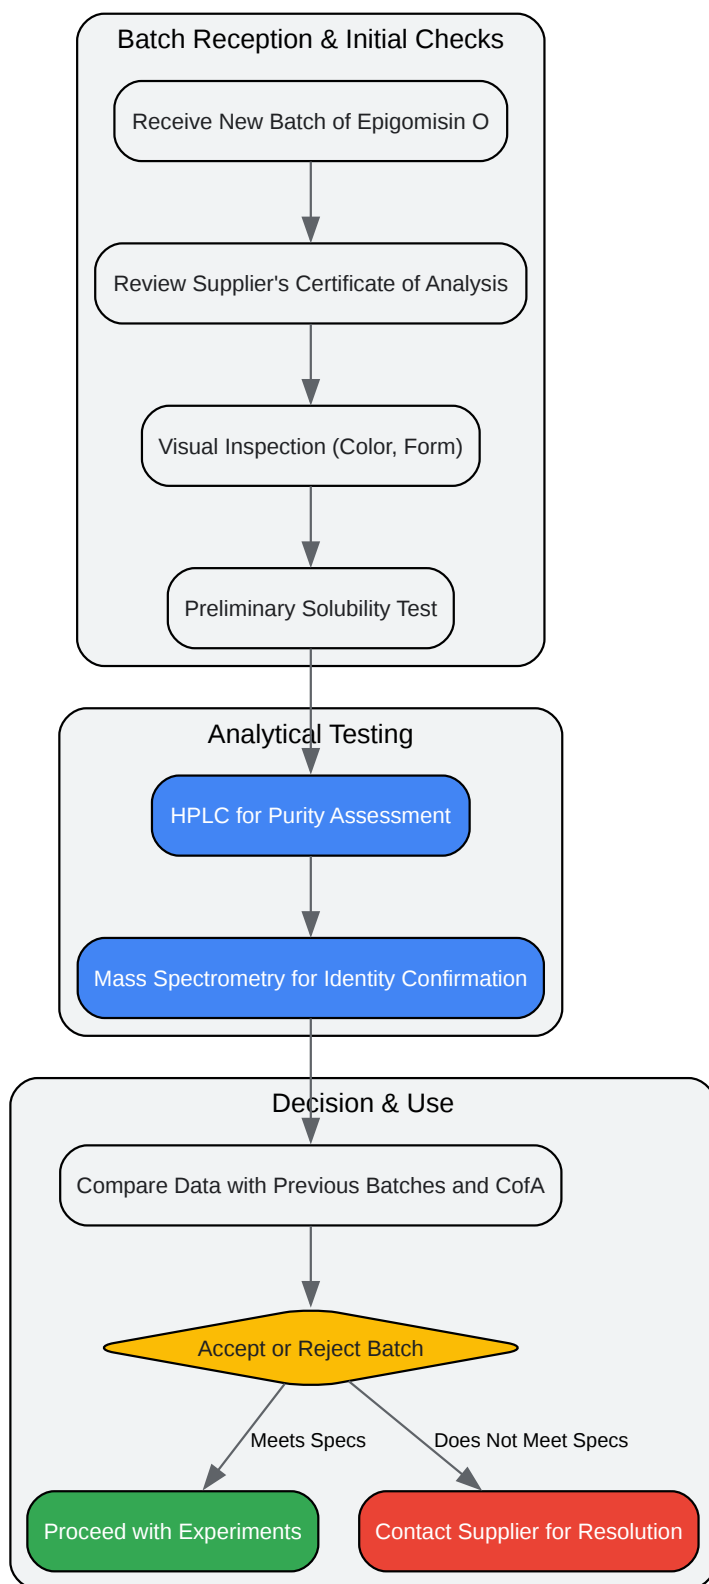 Batch Reception & Initial Checks
Receive New Batch of Epigomisin O
Review Supplier's Certificate of Analysis
Visual Inspection (Color, Form)
Preliminary Solubility Test
Analytical Testing
HPLC for Purity Assessment
Mass Spectrometry for Identity Confirmation
Decision & Use
Compare Data with Previous Batches and CofA
Accept or Reject Batch
Meets Specs
Does Not Meet Specs
Proceed with Experiments
Contact Supplier for Resolution